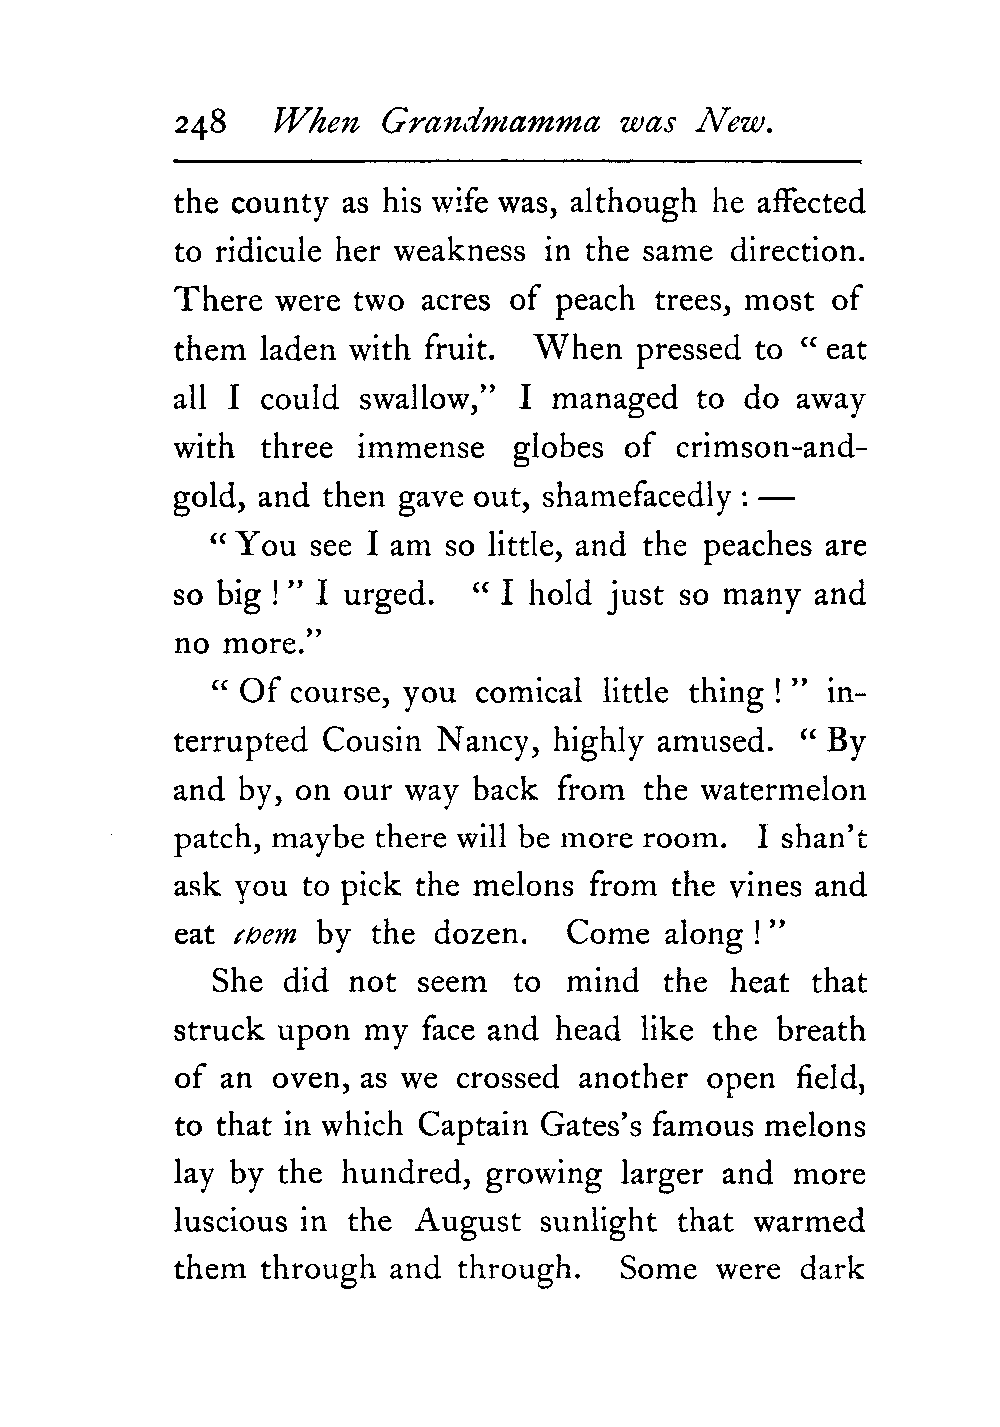 248 When Grandmamma was New.
the county as his wife was, although he affected
to ridicule her weakness in the same direction.
There were two acres of peach trees, most of
them laden with fruit. When pressed to “ eat
all I could swallow,” I managed to do away
with three immense globes of crimson-and-
gold, and then gave out, shamefacedly : —
“ You see I am so little, and the peaches are
so big ! ” I urged. “ I hold just so many and
no more.”
“ Of course, you comical little thing ! ” in-
terrupted Cousin Nancy, highly amused. “ By
and by, on our way back from the watermelon
patch, maybe there will be more room. I shan’t
ask you to pick the melons from the vines and
eat them by the dozen. Come along ! ”
She did not seem to mind the heat that
struck upon my face and head like the breath
of an oven, as we crossed another open field,
to that in which Captain Gates’s famous melons
lay by the hundred, growing larger and more
luscious in the August sunlight that warmed
them through and through. Some were dark